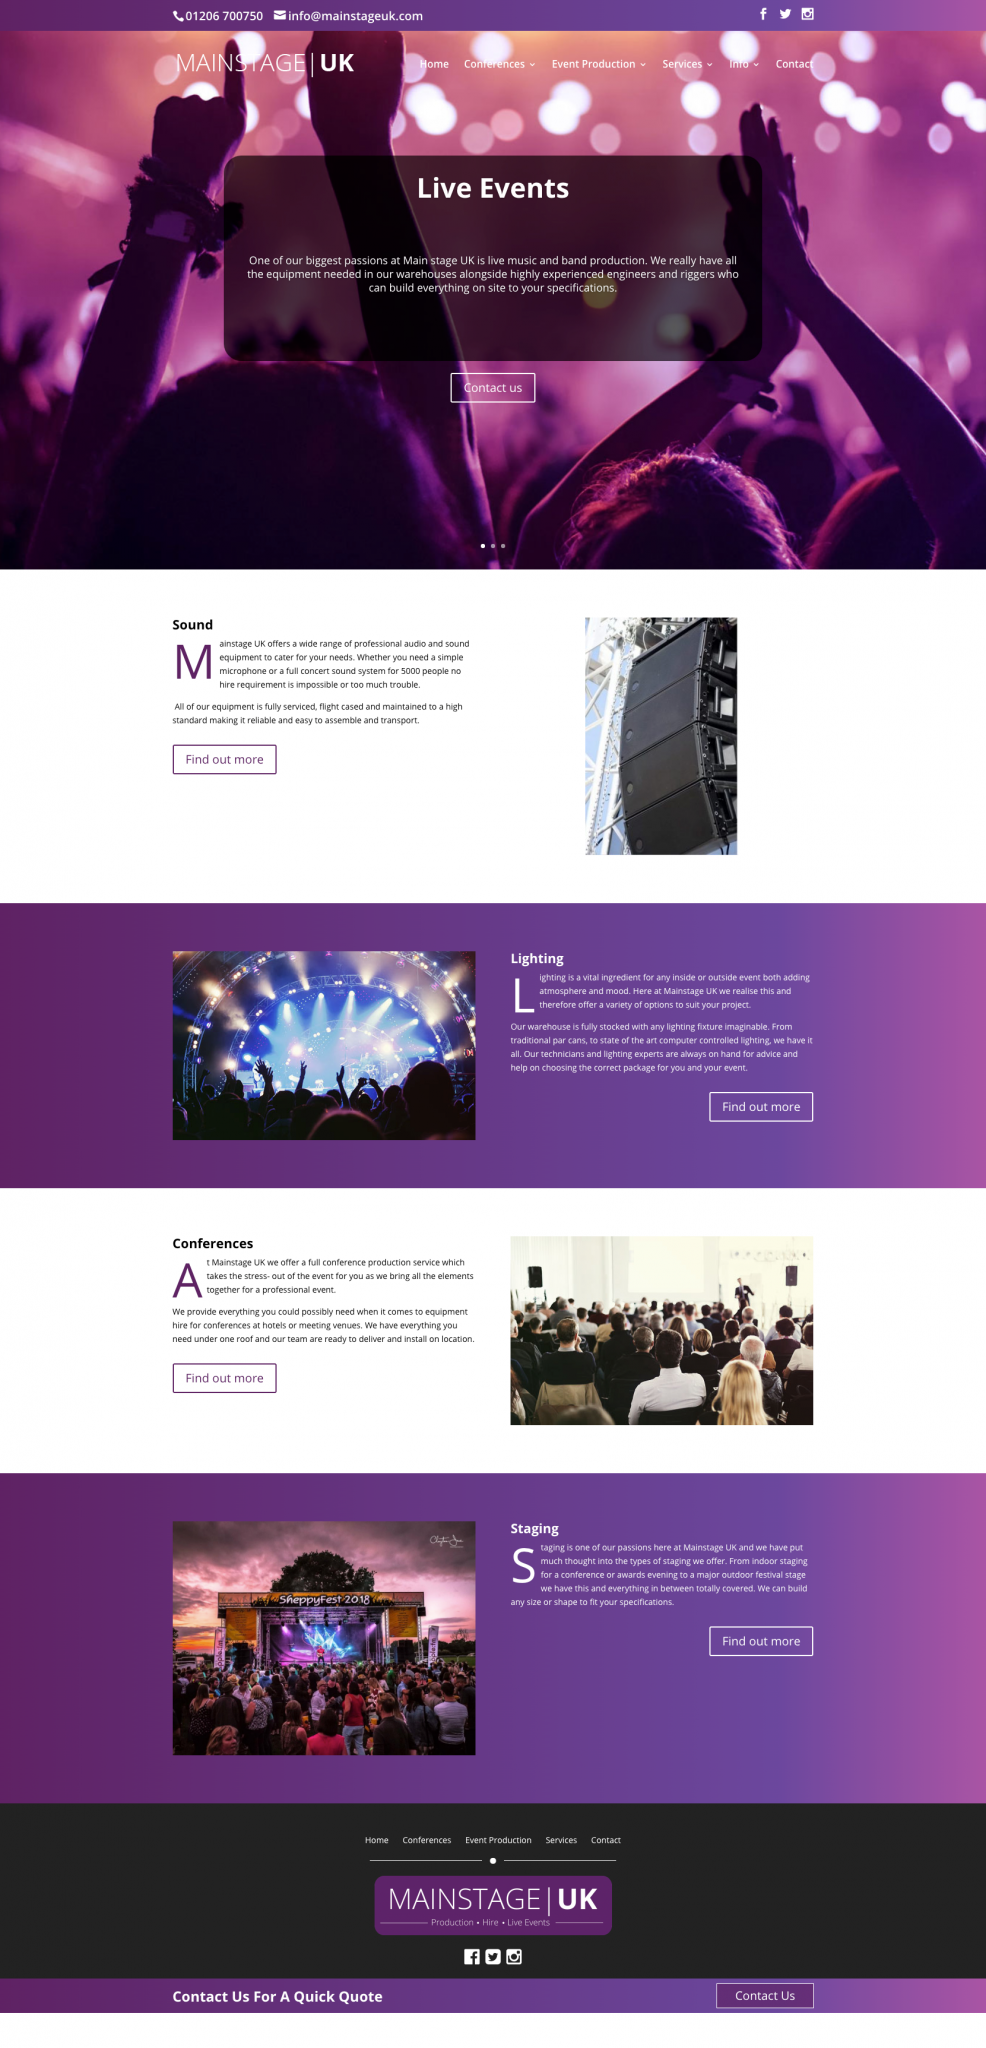 01206 700750 info@mainstageuk.com
MAINSTAGE|UK
Home Conferences Event Production Services Info Contact
Live Events
One of our biggest passions at Main stage UK is live music and band production. We really have all
the equipment needed in our warehouses alongside highly experienced engineers and riggers who
can build everything on site to your specifications.
Contact us
Sound
Mainstage UK offers a wide range of professional audio and sound
equipment to cater for your needs. Whether you need a simple
microphone or a full concert sound system for 5000 people no
hire requirement is impossible or too much trouble.
All of our equipment is fully serviced, flight cased and maintained to a high
standard making it reliable and easy to assemble and transport.
Find out more
Lighting
Lighting is a vital ingredient for any inside or outside event both adding
atmosphere and mood. Here at Mainstage UK we realise this and
therefore offer a variety of options to suit your project.
Our warehouse is fully stocked with any lighting fixture imaginable. From
traditional par cans, to state of the art computer controlled lighting, we have it
all. Our technicians and lighting experts are always on hand for advice and
help on choosing the correct package for you and your event.
Find out more
Conferences
At Mainstage UK we offer a full conference production service which
takes the stress- out of the event for you as we bring all the elements
together for a professional event.
We provide everything you could possibly need when it comes to equipment
hire for conferences at hotels or meeting venues. We have everything you
need under one roof and our team are ready to deliver and install on location.
Find out more
SheppyFest 2018
Staging
Staging is one of our passions here at Mainstage UK and we have put
much thought into the types of staging we offer. From indoor staging
for a conference or awards evening to a major outdoor festival stage
we have this and everything in between totally covered. We can build
any size or shape to fit your specifications.
Find out more
Home Conferences Event Production Services Contact
MAINSTAGE|UK
Production • Hire • Live Events
Contact Us For A Quick Quote
Contact Us